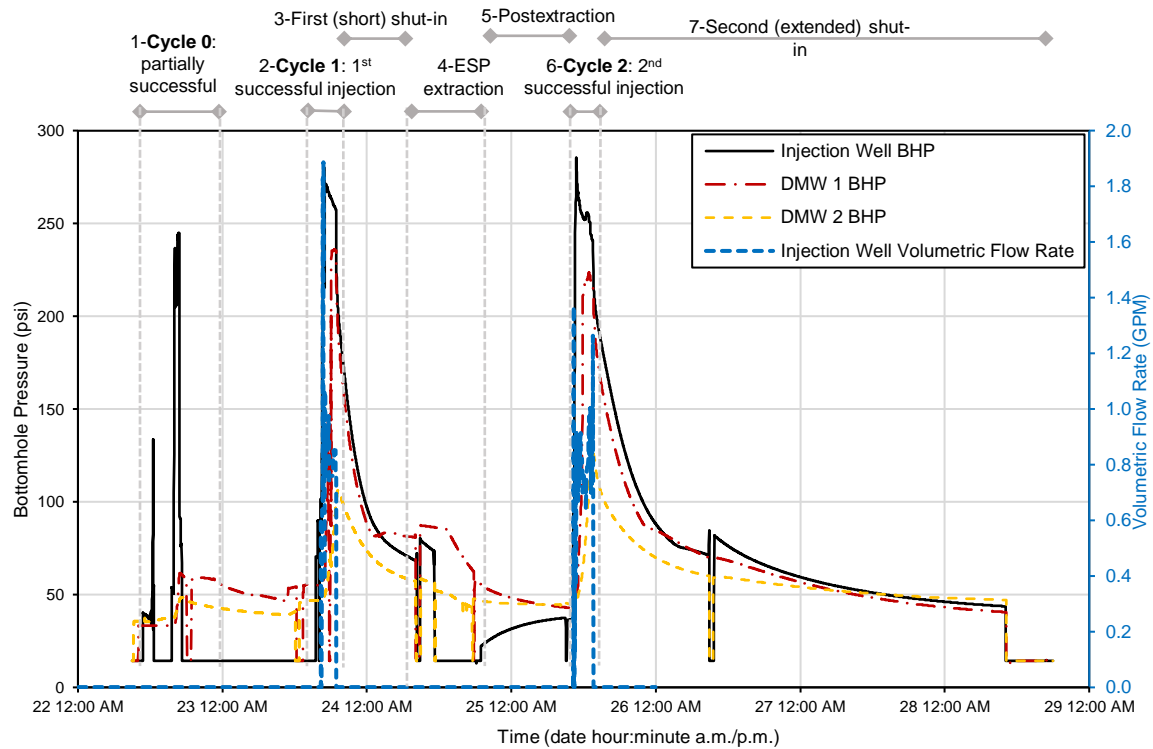 3-First (short) shut-in
5-Postextraction
7-Second (extended) shut-
in
1-Cycle 0:
partially
successful
2-Cycle 1: 1st
successful injection
4-ESP
extraction
6-Cycle 2: 2nd
successful injection
Injection Well BHP
DMW 1 BHP
DMW 2 BHP
Injection Well Volumetric Flow Rate
Bottomhole Pressure (psi)
300
250
200
150
100
50
0
2.0
1.8
1.6
1.4
1.2
1.0
0.8
0.6
0.4
0.2
0.0
Volumetric Flow Rate (GPM)
22 12:00 AM
23 12:00 AM
24 12:00 AM
25 12:00 AM
26 12:00 AM
27 12:00 AM
28 12:00 AM
29 12:00 AM
Time (date hour:minute a.m./p.m.)